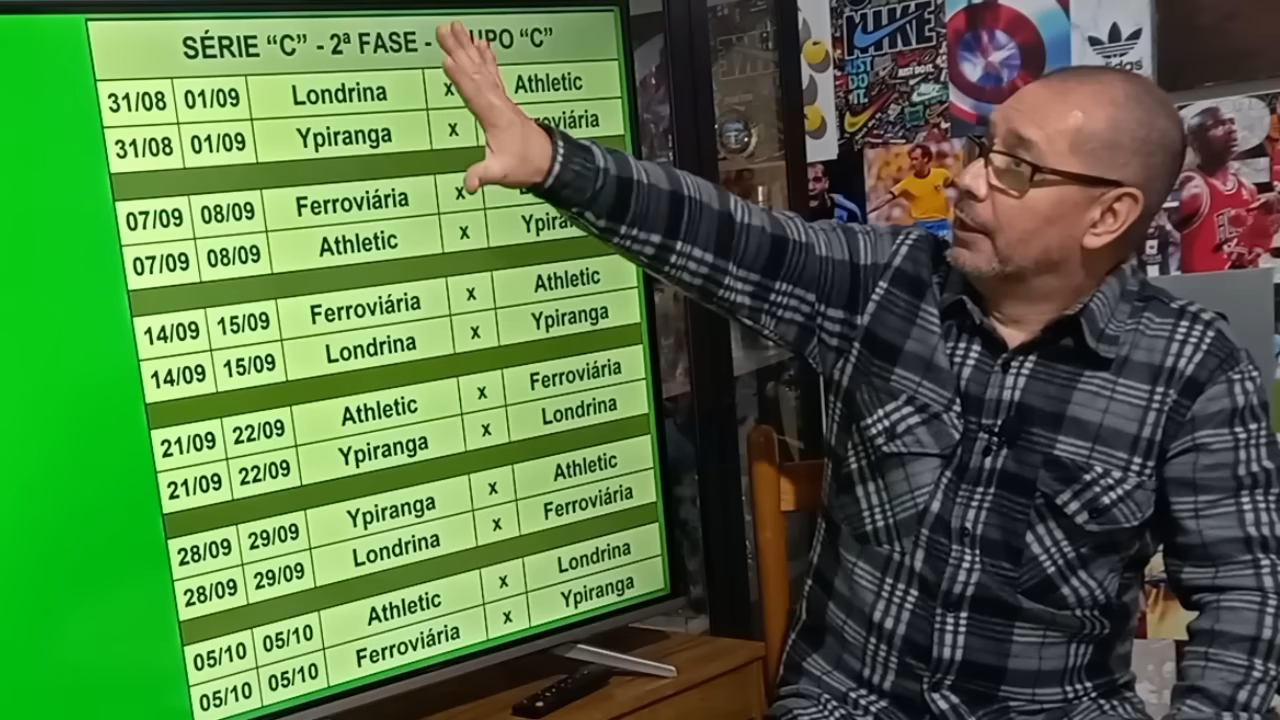 SÉRIE “C” - 2ª FASE - UPO “C”
31/08 01/09 Londrina x Athletic
31/08 01/09 Ypiranga x roviária
07/09 08/09 Ferroviária x
07/09 08/09 Athletic x Ypira
14/09 15/09 Ferroviária x Athletic
14/09 15/09 Londrina x Ypiranga
21/09 22/09 Athletic x Ferroviária
21/09 22/09 Ypiranga x Londrina
28/09 29/09 Ypiranga x Athletic
28/09 29/09 Londrina x Ferroviária
05/10 05/10 Athletic x Londrina
05/10 05/10 Ferroviária x Ypiranga
NIKE
JUST DO IT.
JUST DO IT.
adidas